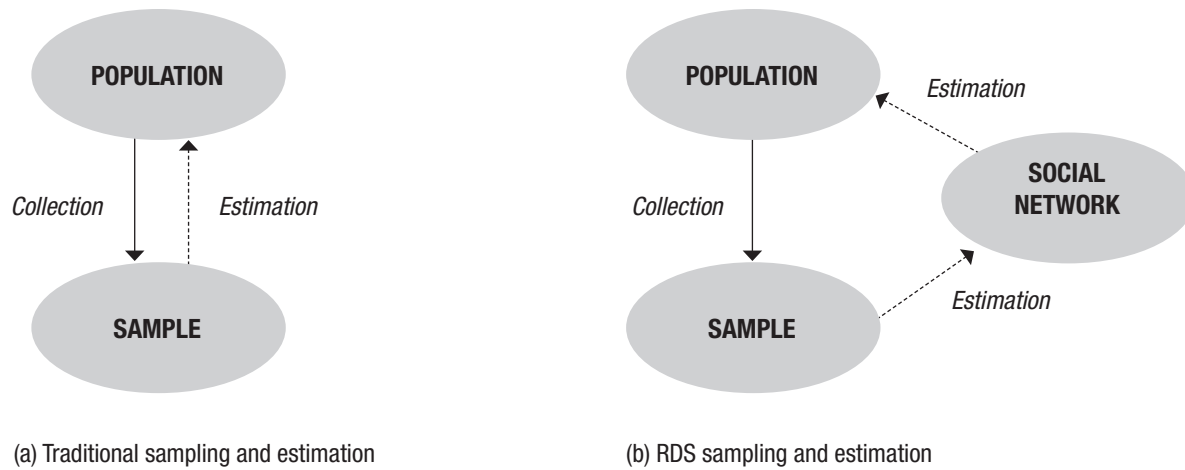 POPULATION
Collection
Estimation
SAMPLE
(a) Traditional sampling and estimation
POPULATION
Estimation
SOCIAL
NETWORK
Collection
Estimation
SAMPLE
(b) RDS sampling and estimation